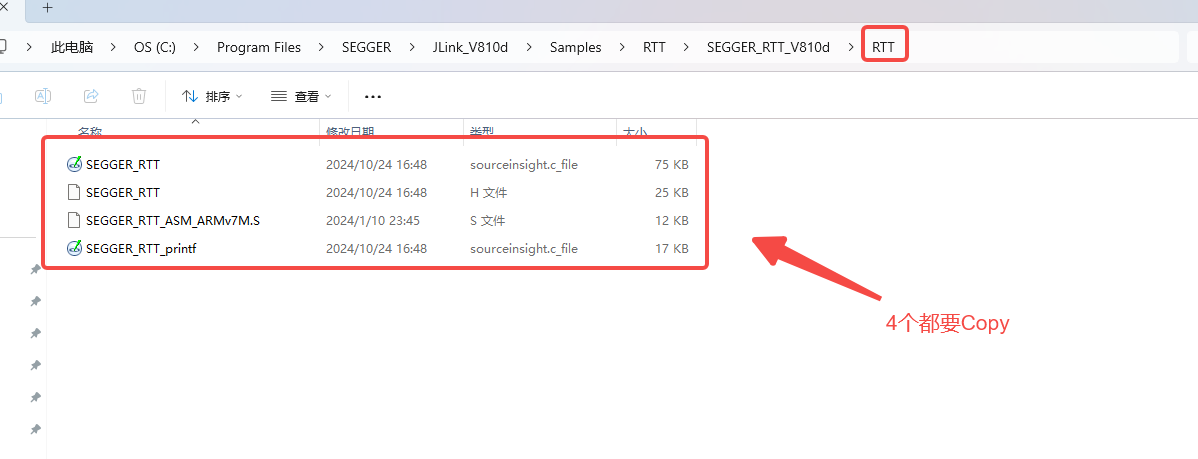 此电脑 > OS (C:) > Program Files > SEGGER > JLink_V810d > Samples > RTT > SEGGER_RTT_V810d > RTT
排序 查看 ...
名称 修改日期 类型 大小
SEGGER_RTT 2024/10/24 16:48 sourceinsight.c_file 75 KB
SEGGER_RTT 2024/10/24 16:48 H 文件 25 KB
SEGGER_RTT_ASM_ARMv7M.S 2024/1/10 23:45 S 文件 12 KB
SEGGER_RTT_printf 2024/10/24 16:48 sourceinsight.c_file 17 KB
4个都要Copy